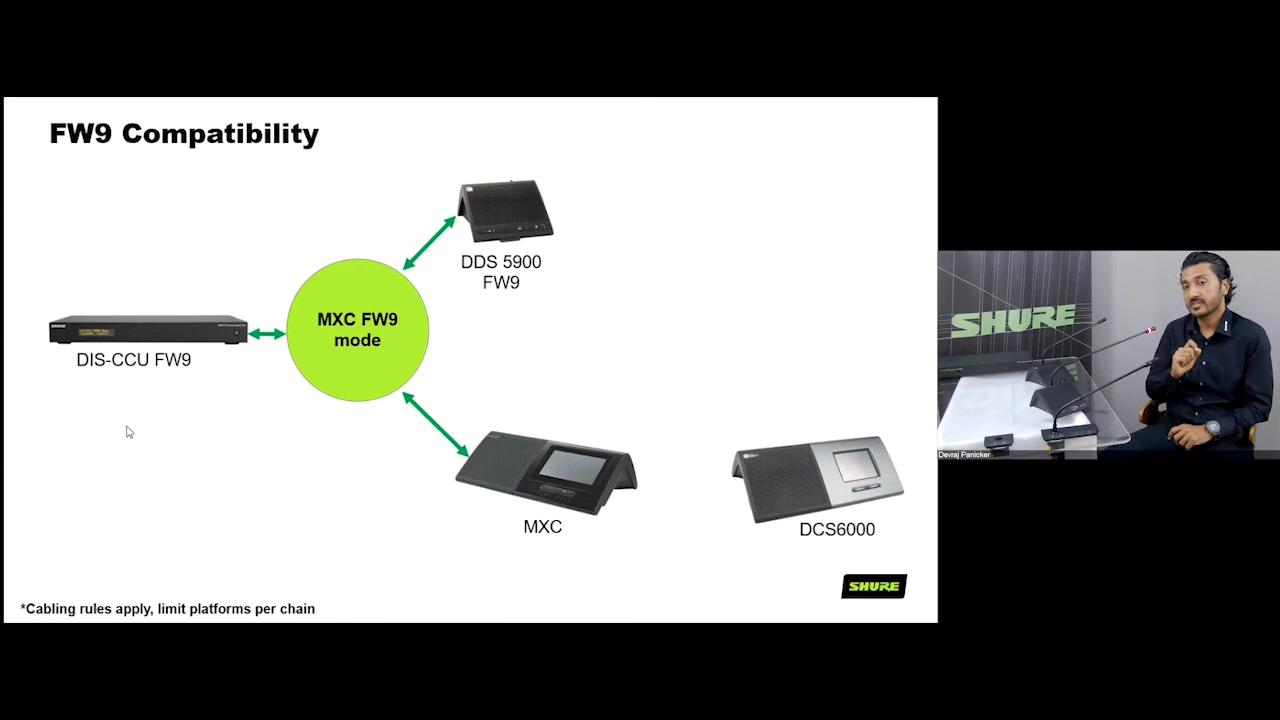 FW9 Compatibility
DDS 5900
FW9
MXC FW9
mode
DIS-CCU FW9
MXC
DCS6000
SHURE
*Cabling rules apply, limit platforms per chain
SHURE
Devraj Panicker